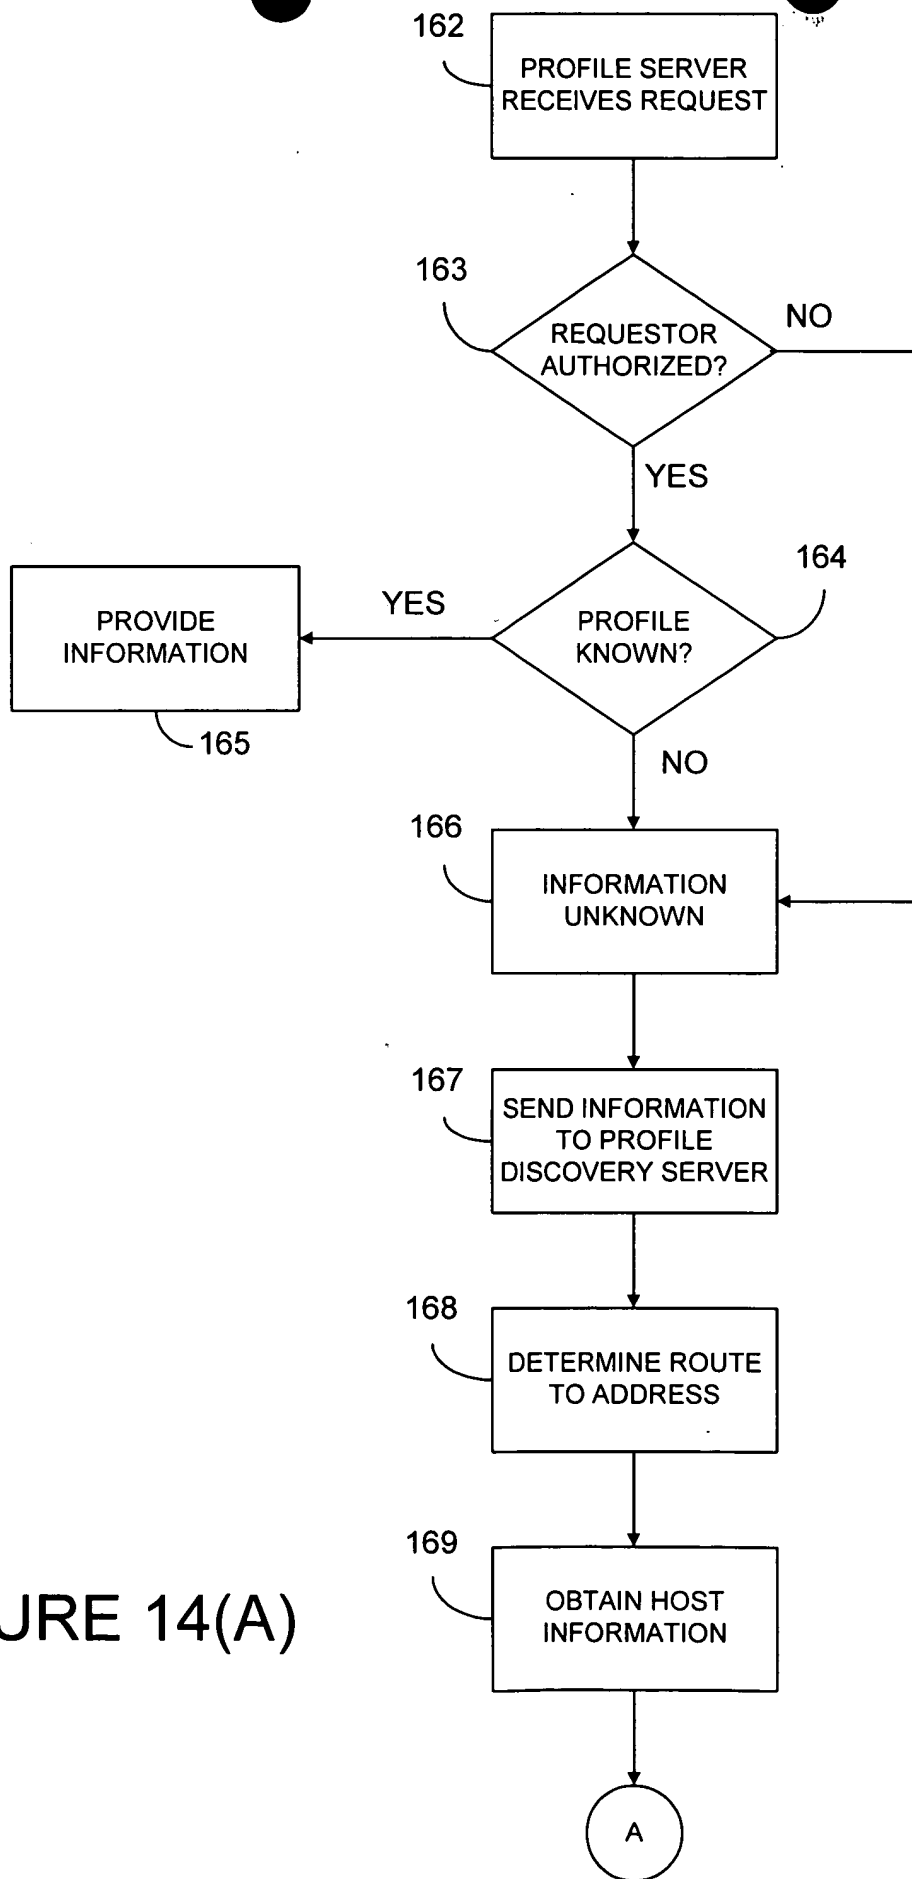 162
PROFILE SERVER
RECEIVES REQUEST
163
REQUESTOR
AUTHORIZED?
NO
YES
164
PROFILE
KNOWN?
YES
PROVIDE
INFORMATION
165
NO
166
INFORMATION
UNKNOWN
167
SEND INFORMATION
TO PROFILE
DISCOVERY SERVER
168
DETERMINE ROUTE
TO ADDRESS
169
OBTAIN HOST
INFORMATION
URE 14(A)
A